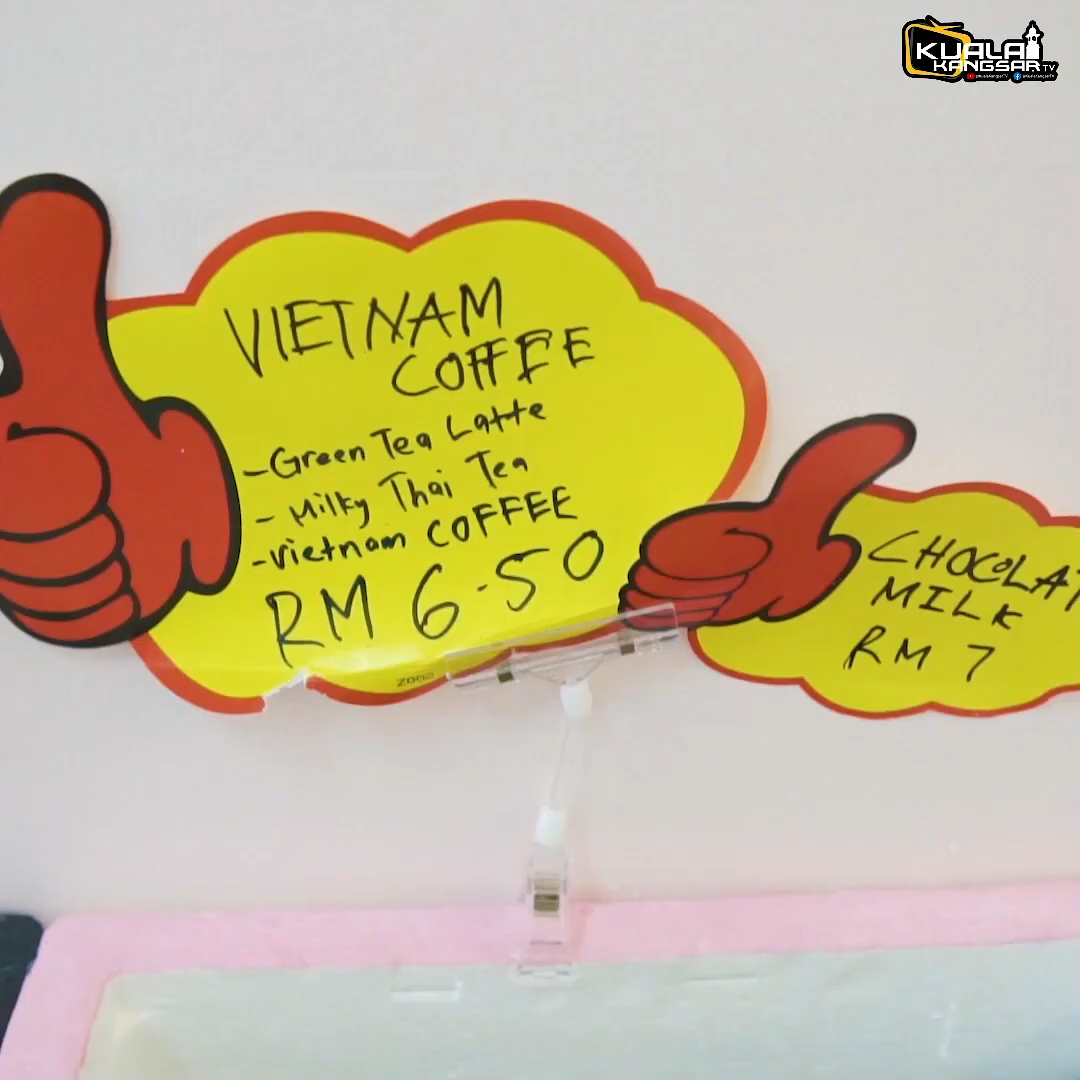 KUALA
KANGSAR TV
VIETNAM
COFFEE
- Green Tea Latte
- Milky Thai Tea
- Vietnam COFFEE
RM 6.50
Z002
CHOCOLAT
MILK
RM 7